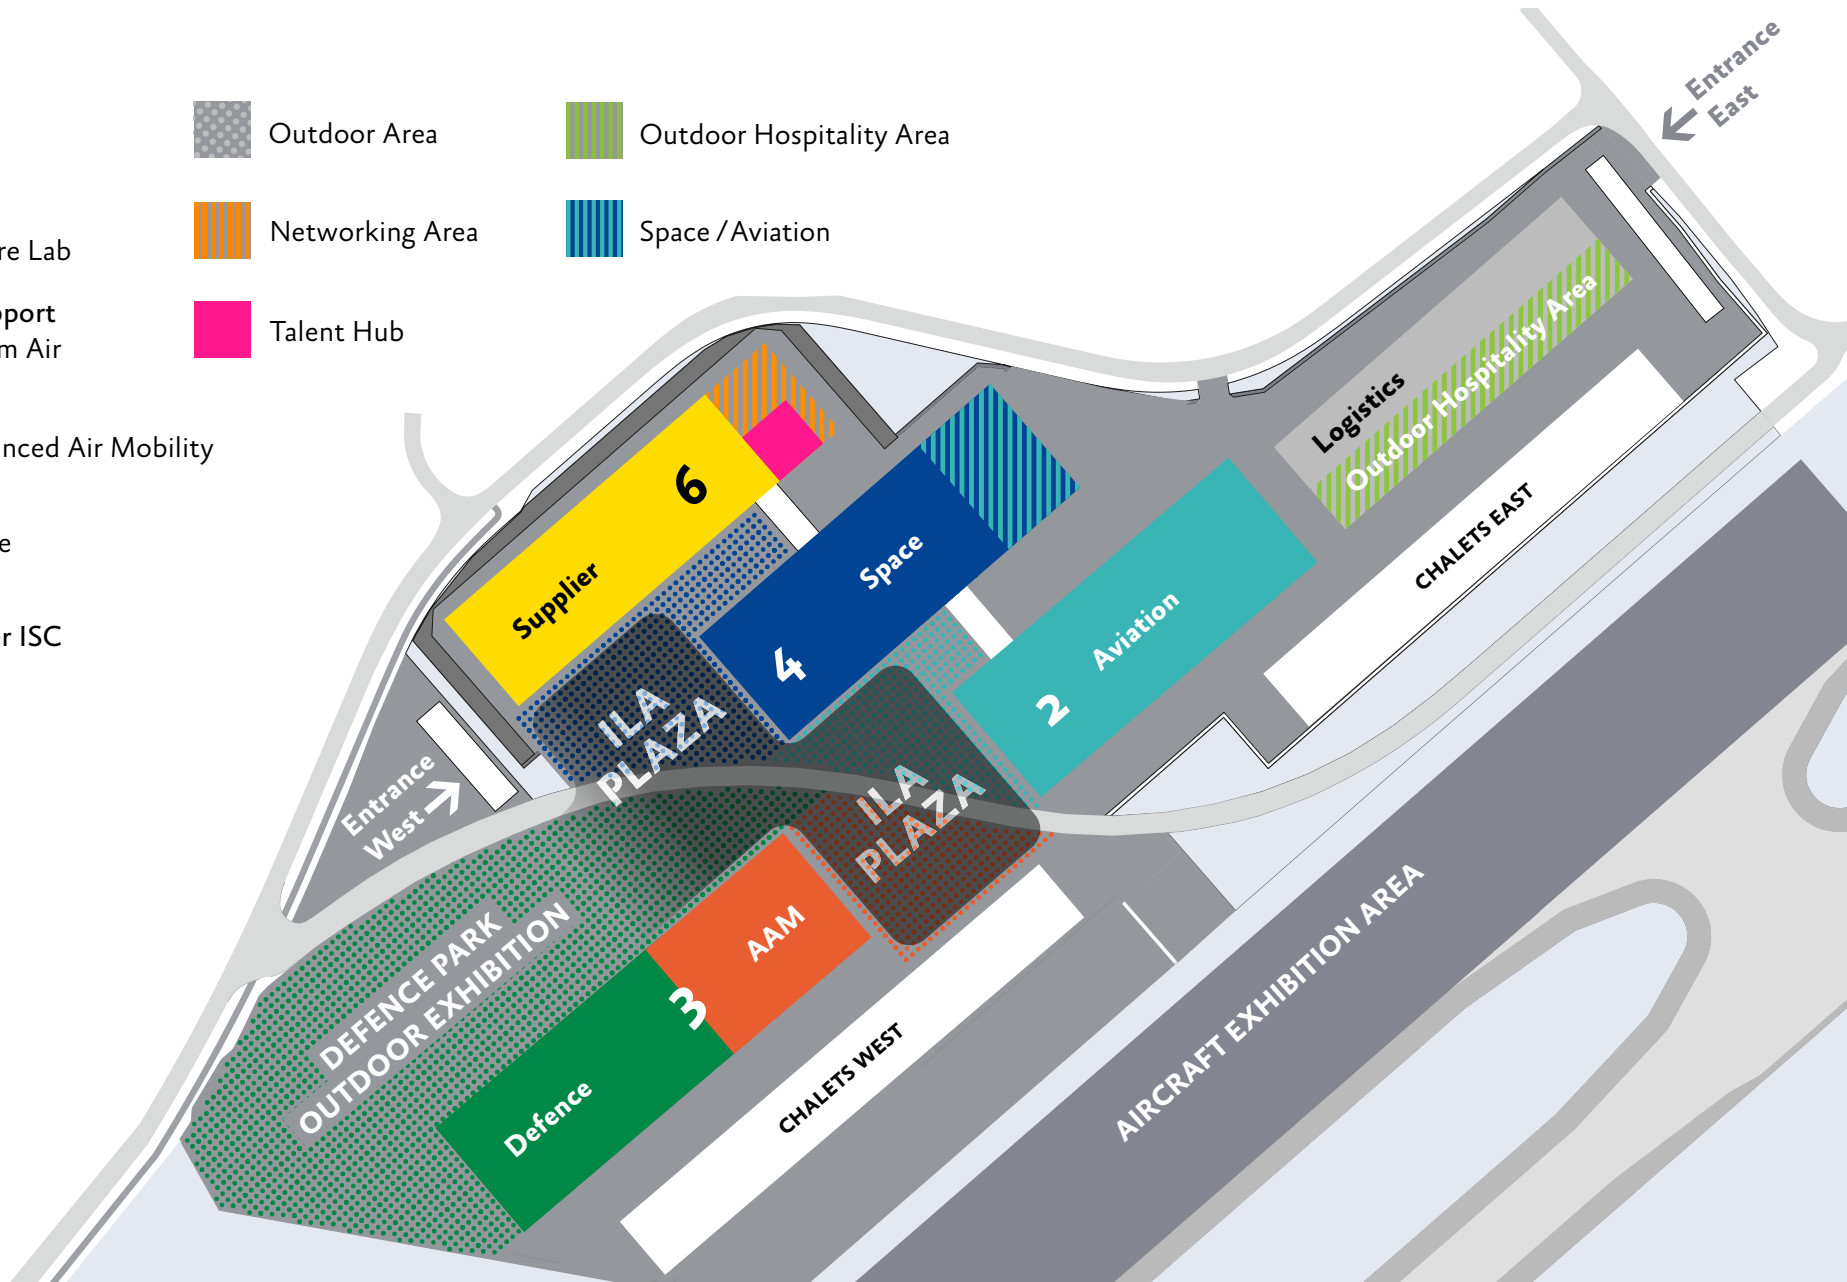 Outdoor Area
Outdoor Hospitality Area
Networking Area
Space / Aviation
Talent Hub
re Lab
port
m Air
nced Air Mobility
e
r ISC
Entrance
East
Logistics
Outdoor Hospitality Area
CHALETS EAST
6
Supplier
Space
4
Aviation
2
ILA
PLAZA
ILA
PLAZA
Entrance
West
DEFENCE PARK
OUTDOOR EXHIBITION
AAM
3
Defence
CHALETS WEST
AIRCRAFT EXHIBITION AREA